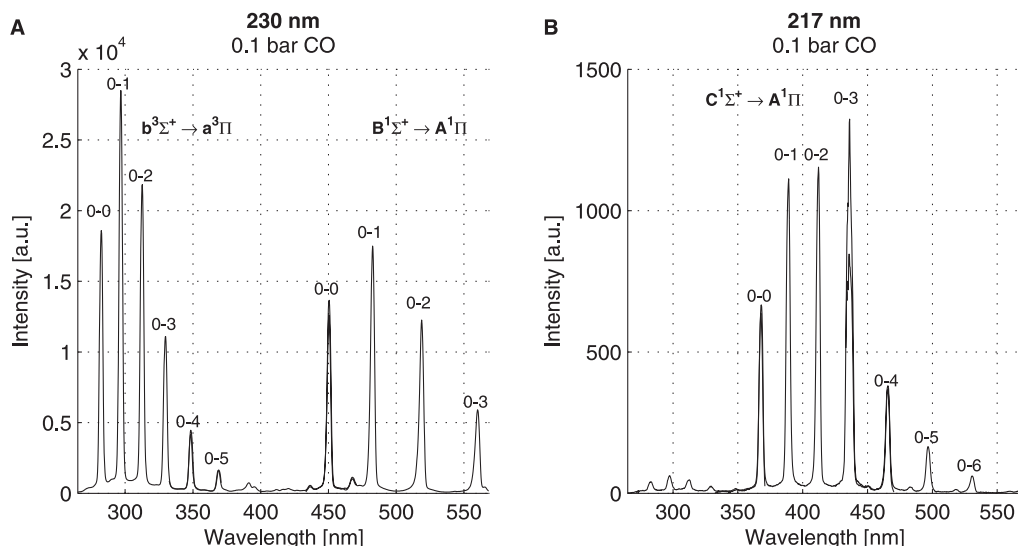 A
230 nm
0.1 bar CO
x 10⁴
3
2.5
2
1.5
1
0.5
0
Intensity [a.u.]
0-0
0-1
0-2
0-3
0-4
0-5
b³Σ⁺ → a³Π
B¹Σ⁺ → A¹Π
0-0
0-1
0-2
0-3
300 350 400 450 500 550
Wavelength [nm]
B
217 nm
0.1 bar CO
1500
1000
500
0
Intensity [a.u.]
C¹Σ⁺ → A¹Π
0-0
0-1
0-2
0-3
0-4
0-5
0-6
300 350 400 450 500 550
Wavelength [nm]